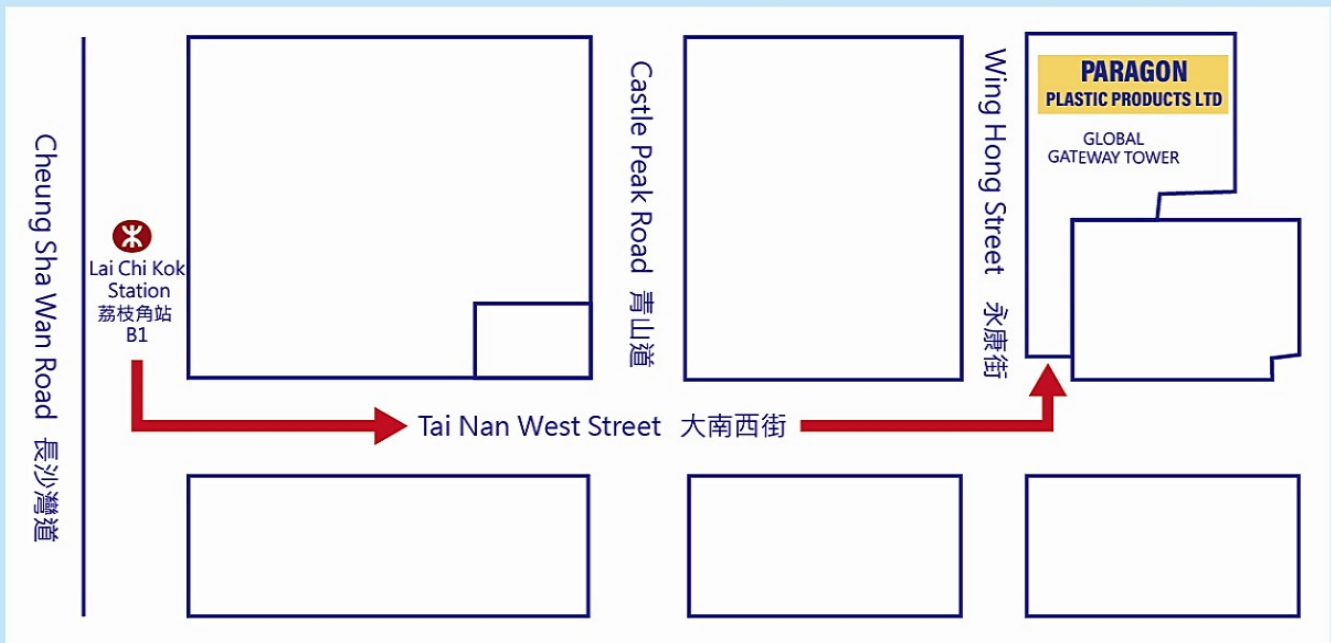 Cheung Sha Wan Road 長沙灣道
Lai Chi Kok
Station
荔枝角站
B1
Castle Peak Road 青山道
Wing Hong Street 永康街
PARAGON
PLASTIC PRODUCTS LTD
GLOBAL
GATEWAY TOWER
Tai Nan West Street 大南西街